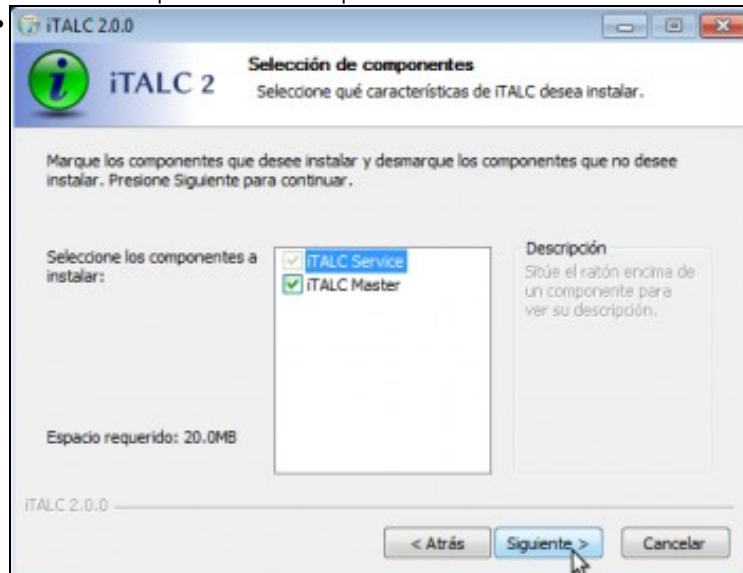 iTALC 2.0.0
iTALC 2
Selección de componentes
Seleccione qué características de iTALC desea instalar.
Marque los componentes que desee instalar y desmarque los componentes que no desee
instalar. Presione Siguiente para continuar.
Seleccione los componentes a
instalar:
iTALC Service
iTALC Master
Descripción
Sitúe el ratón encima de
un componente para
ver su descripción.
Espacio requerido: 20.0MB
iTALC 2.0.0
< Atrás
Siguiente >
Cancelar